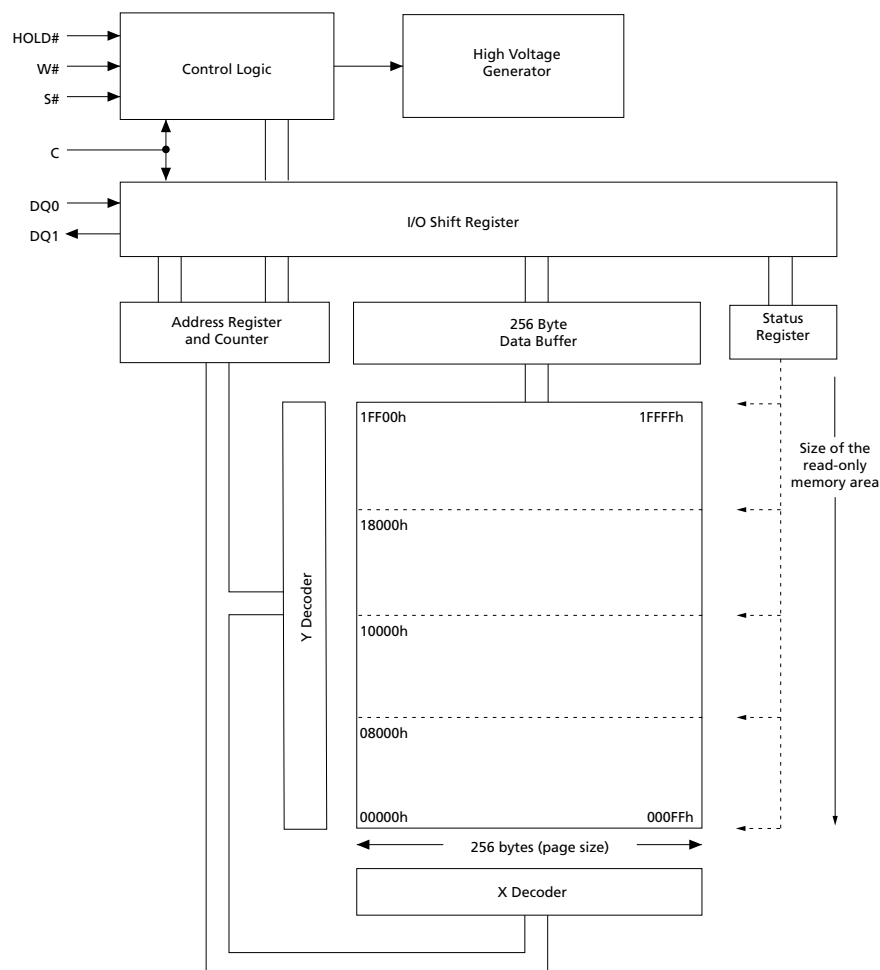 HOLD#
W#
S#
Control Logic
High Voltage
Generator
C
DQ0
DQ1
I/O Shift Register
Address Register
and Counter
256 Byte
Data Buffer
Status
Register
1FF00h
1FFFFh
Size of the
read-only
memory area
18000h
Y Decoder
10000h
08000h
00000h
000FFh
256 bytes (page size)
X Decoder